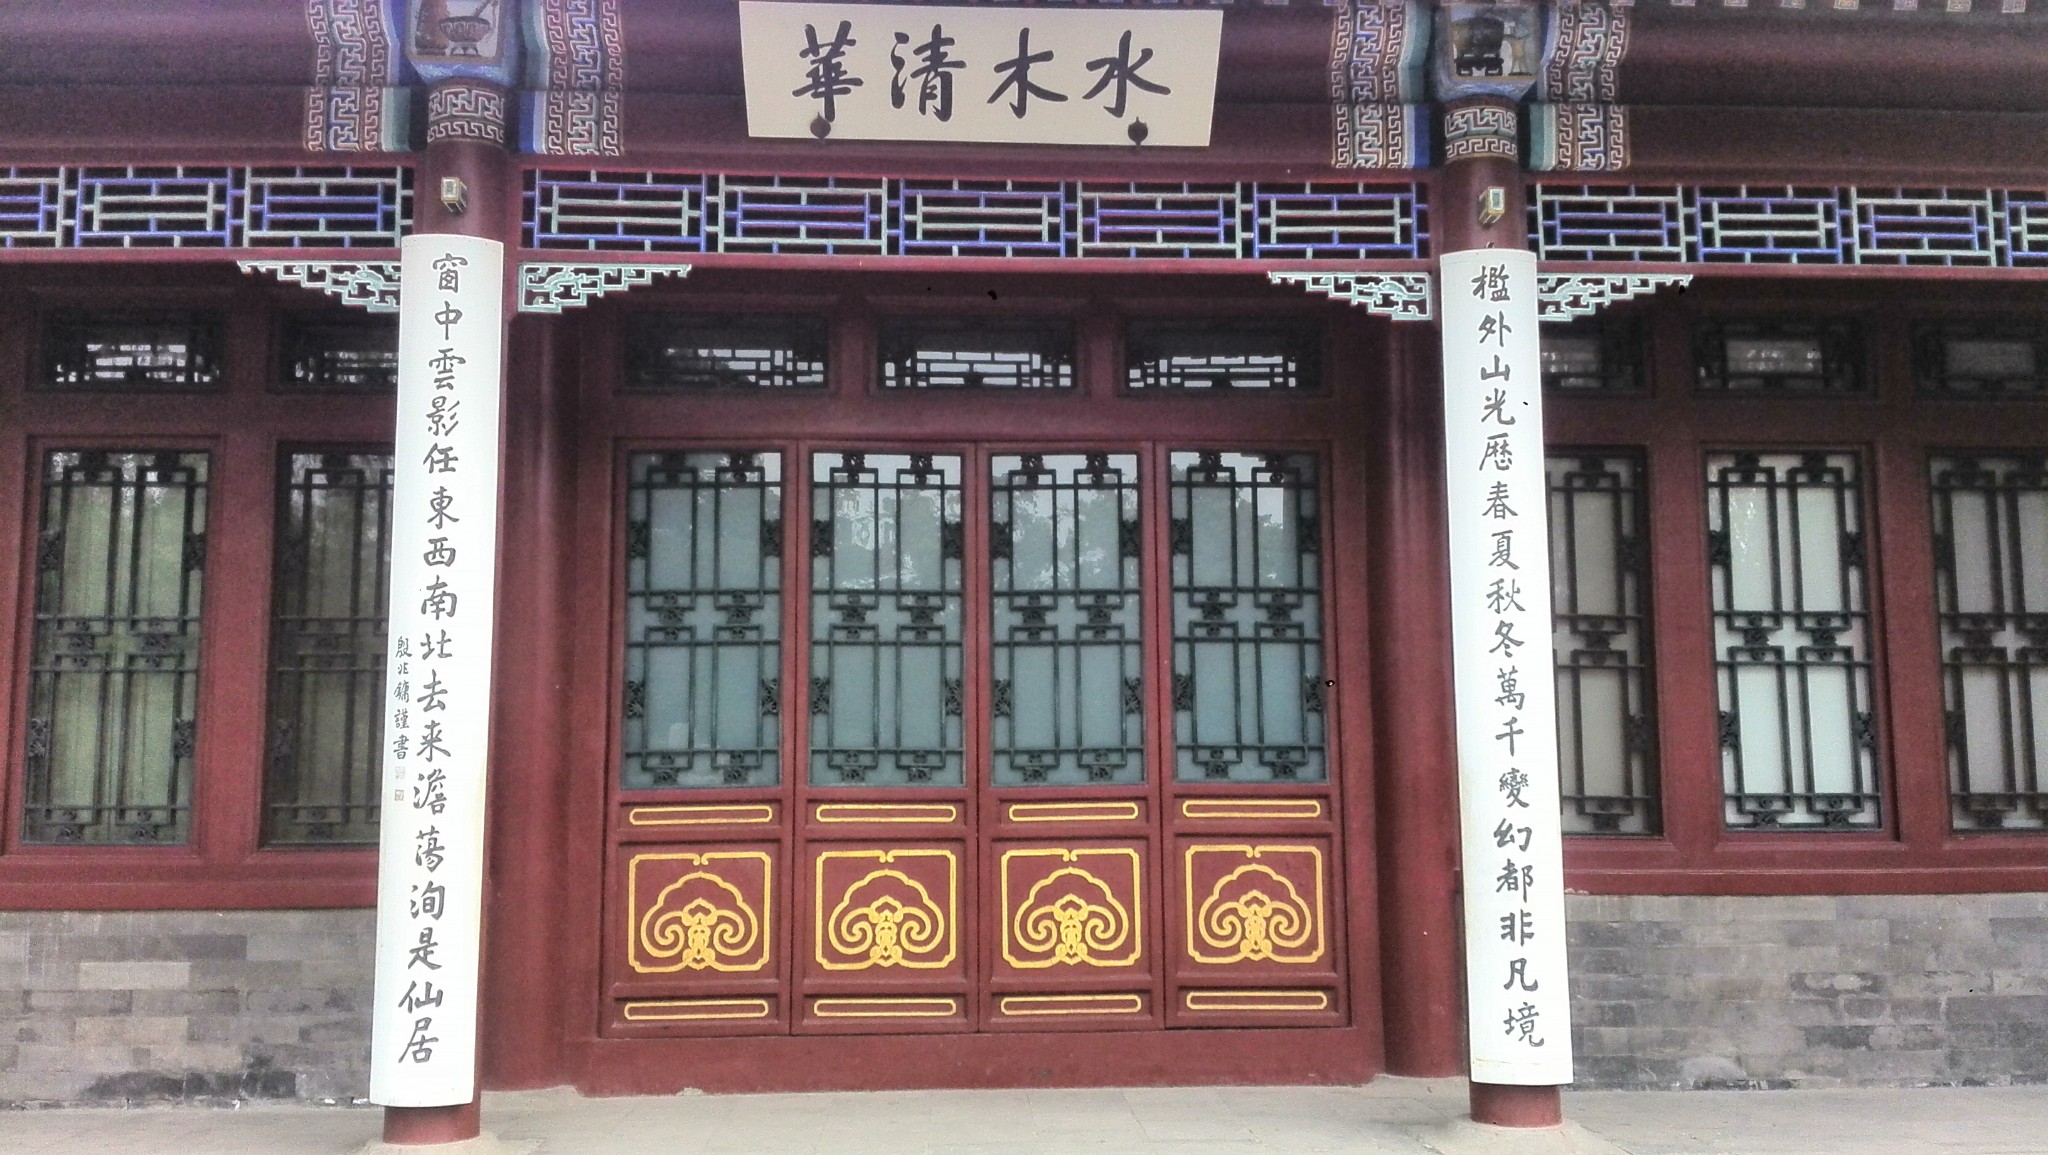 水木清華
檻外山光歷春夏秋冬萬千變幻都非凡境
窗中雲影任東西南北去来澹蕩洵是仙居
殷兆鏞謹書